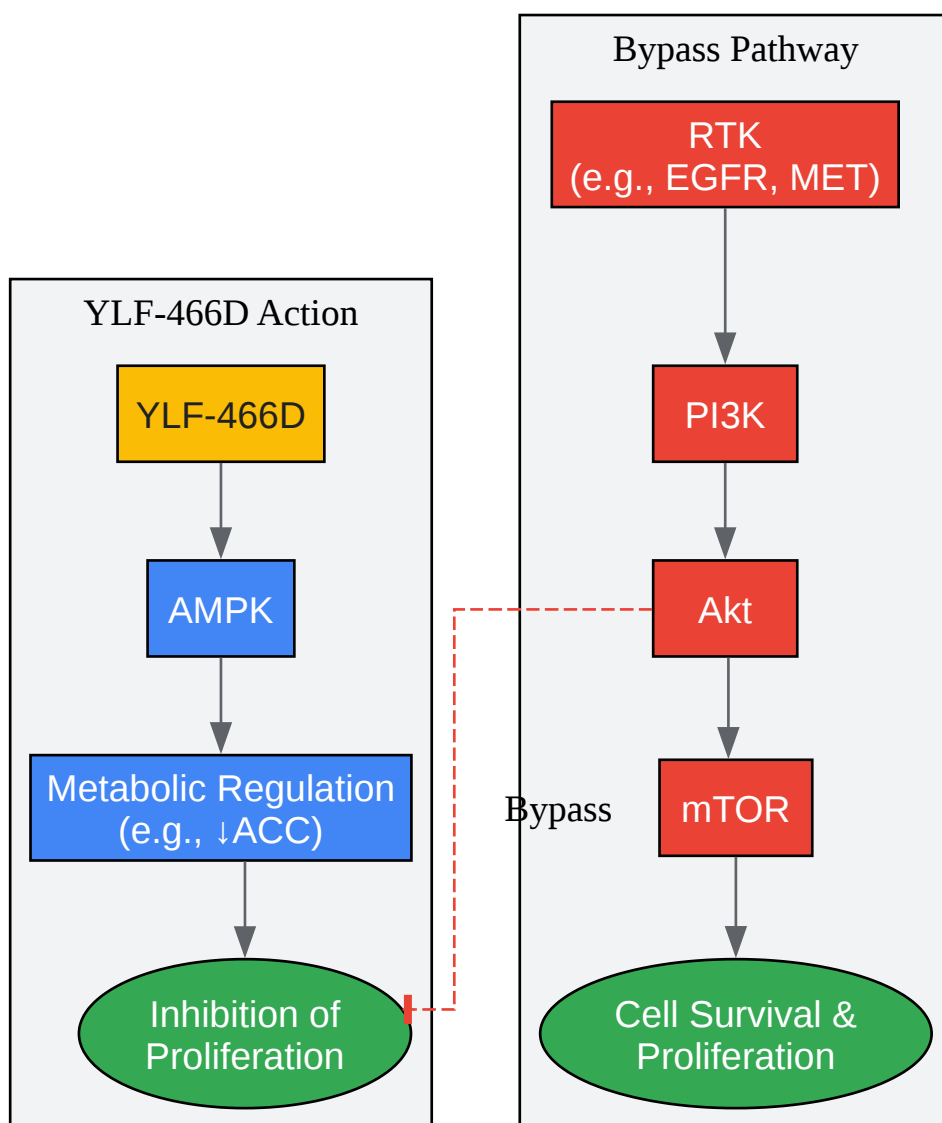 Bypass Pathway
RTK
(e.g., EGFR, MET)
PI3K
Akt
mTOR
Cell Survival &
Proliferation
YLF-466D Action
YLF-466D
AMPK
Metabolic Regulation
(e.g., ↓ACC)
Inhibition of
Proliferation
Bypass